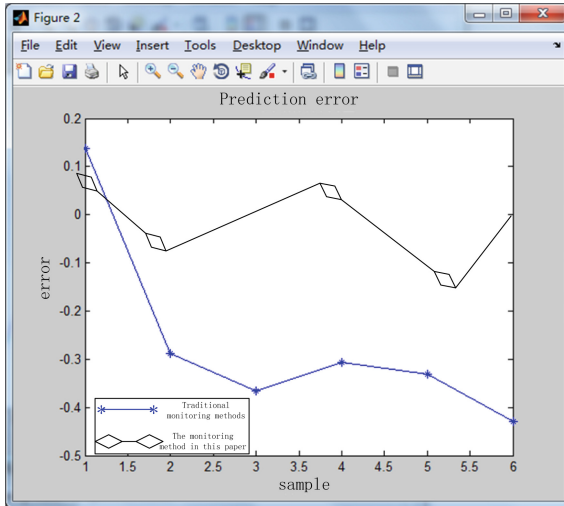 Figure 2
File Edit View Insert Tools Desktop Window Help
Prediction error
0.2
0.1
0
-0.1
-0.2
-0.3
-0.4
-0.5
error
Traditional
monitoring methods
The monitoring
method in this paper
1 1.5 2 2.5 3 3.5 4 4.5 5 5.5 6
sample